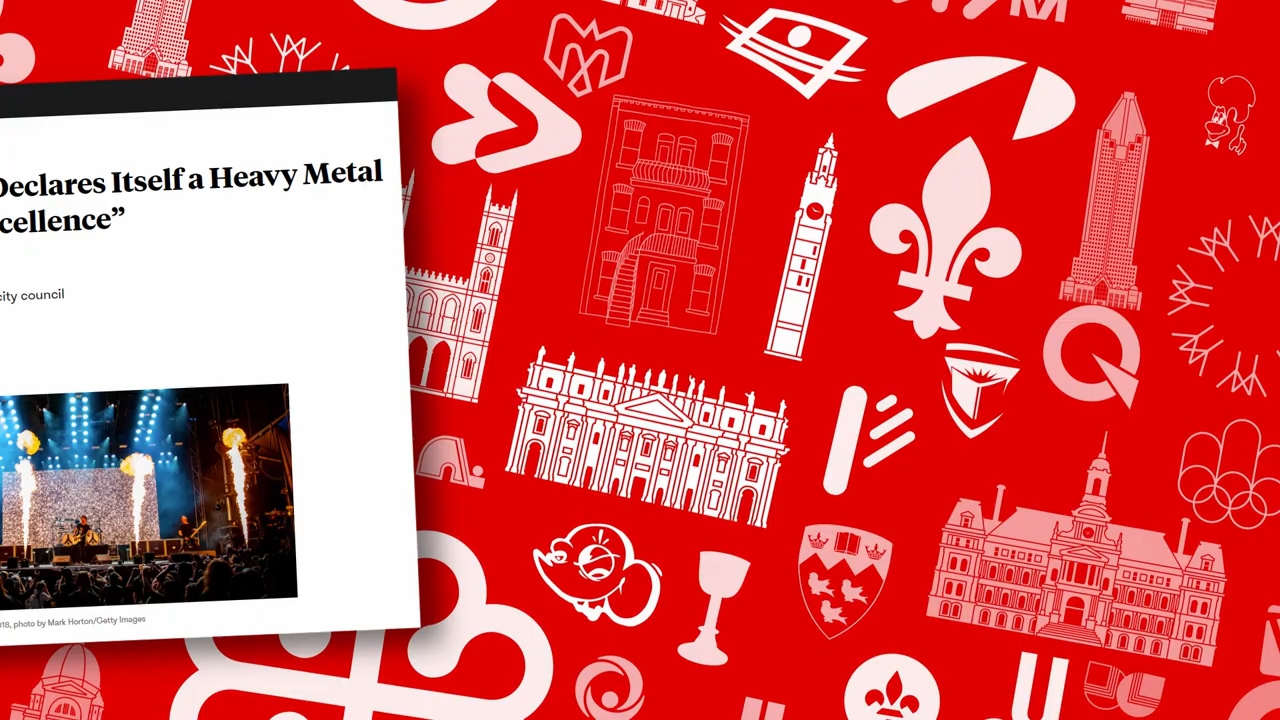 Declares Itself a Heavy Metal
cellence”
city council
018, photo by Mark Horton/Getty Images